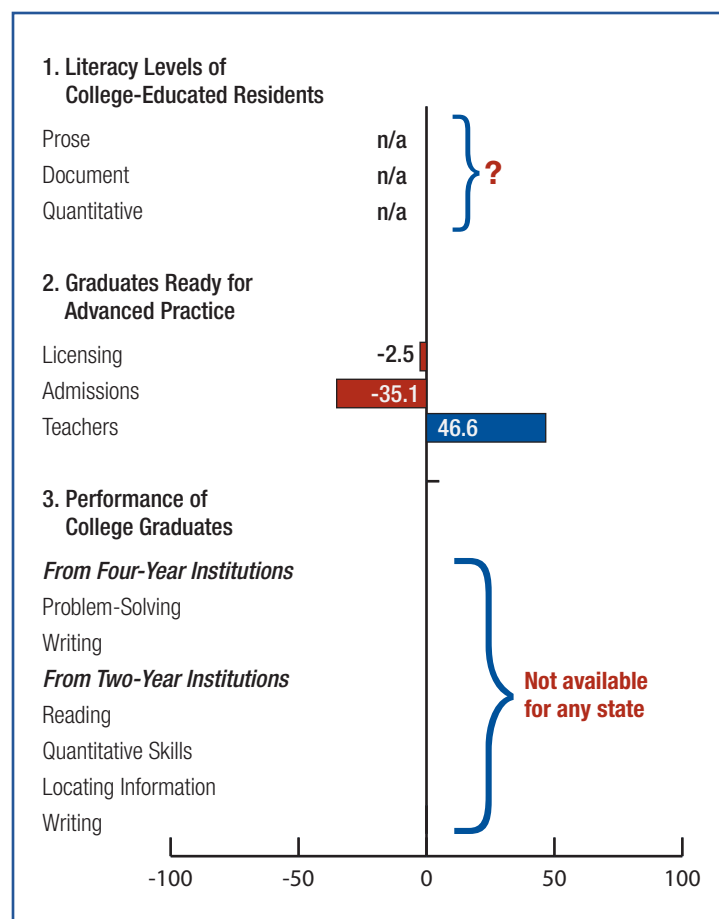 1. Literacy Levels of
College-Educated Residents
Prose n/a
Document n/a
Quantitative n/a
?
2. Graduates Ready for
Advanced Practice
Licensing -2.5
Admissions -35.1
Teachers 46.6
3. Performance of
College Graduates
From Four-Year Institutions
Problem-Solving
Writing
From Two-Year Institutions
Reading
Quantitative Skills
Locating Information
Writing
Not available
for any state
-100 -50 0 50 100